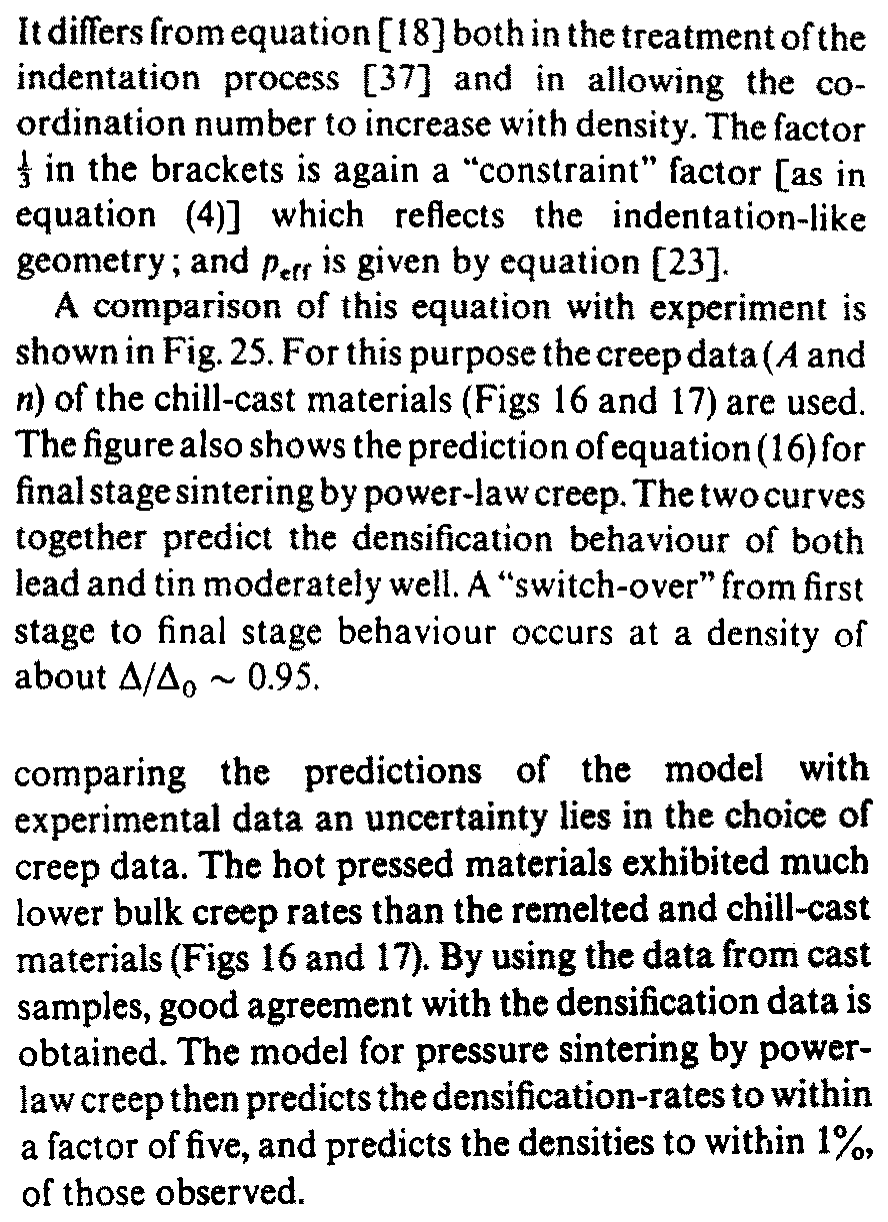 It differs from equation [18] both in the treatment of the
indentation process [37] and in allowing the co-
ordination number to increase with density. The factor
⅓ in the brackets is again a “constraint” factor [as in
equation (4)] which reflects the indentation-like
geometry; and p_eff is given by equation [23].
A comparison of this equation with experiment is
shown in Fig. 25. For this purpose the creep data (A and
n) of the chill-cast materials (Figs 16 and 17) are used.
The figure also shows the prediction of equation (16) for
final stage sintering by power-law creep. The two curves
together predict the densification behaviour of both
lead and tin moderately well. A “switch-over” from first
stage to final stage behaviour occurs at a density of
about Δ/Δ₀ ~ 0.95.
comparing the predictions of the model with
experimental data an uncertainty lies in the choice of
creep data. The hot pressed materials exhibited much
lower bulk creep rates than the remelted and chill-cast
materials (Figs 16 and 17). By using the data from cast
samples, good agreement with the densification data is
obtained. The model for pressure sintering by power-
law creep then predicts the densification-rates to within
a factor of five, and predicts the densities to within 1%,
of those observed.